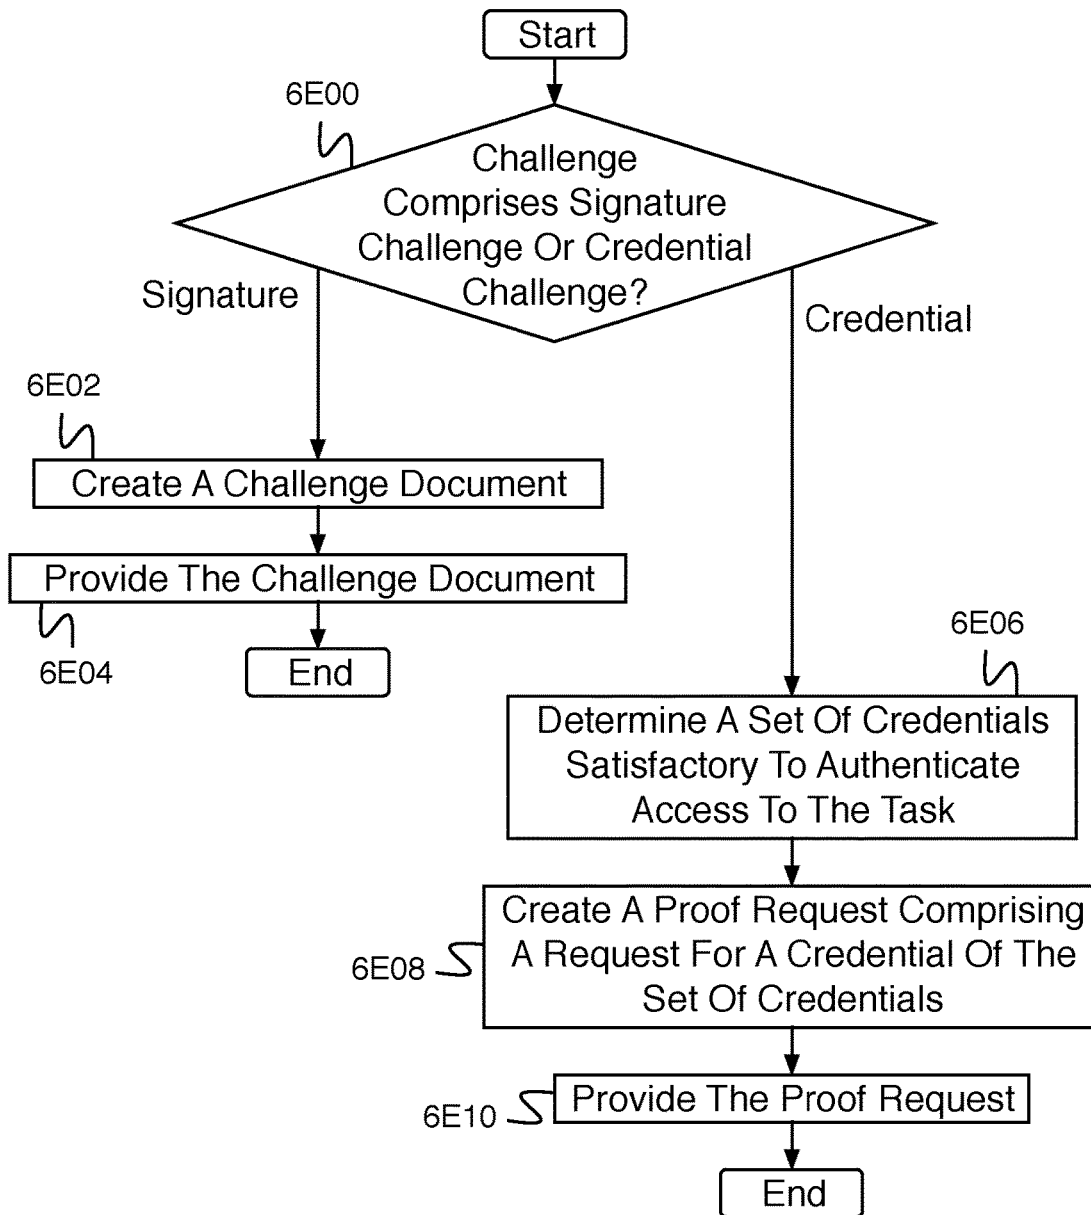 Start
6E00
Challenge
Comprises Signature
Challenge Or Credential
Challenge?
Signature
Credential
6E02
Create A Challenge Document
Provide The Challenge Document
6E04
End
6E06
Determine A Set Of Credentials
Satisfactory To Authenticate
Access To The Task
Create A Proof Request Comprising
A Request For A Credential Of The
Set Of Credentials
6E08
Provide The Proof Request
6E10
End